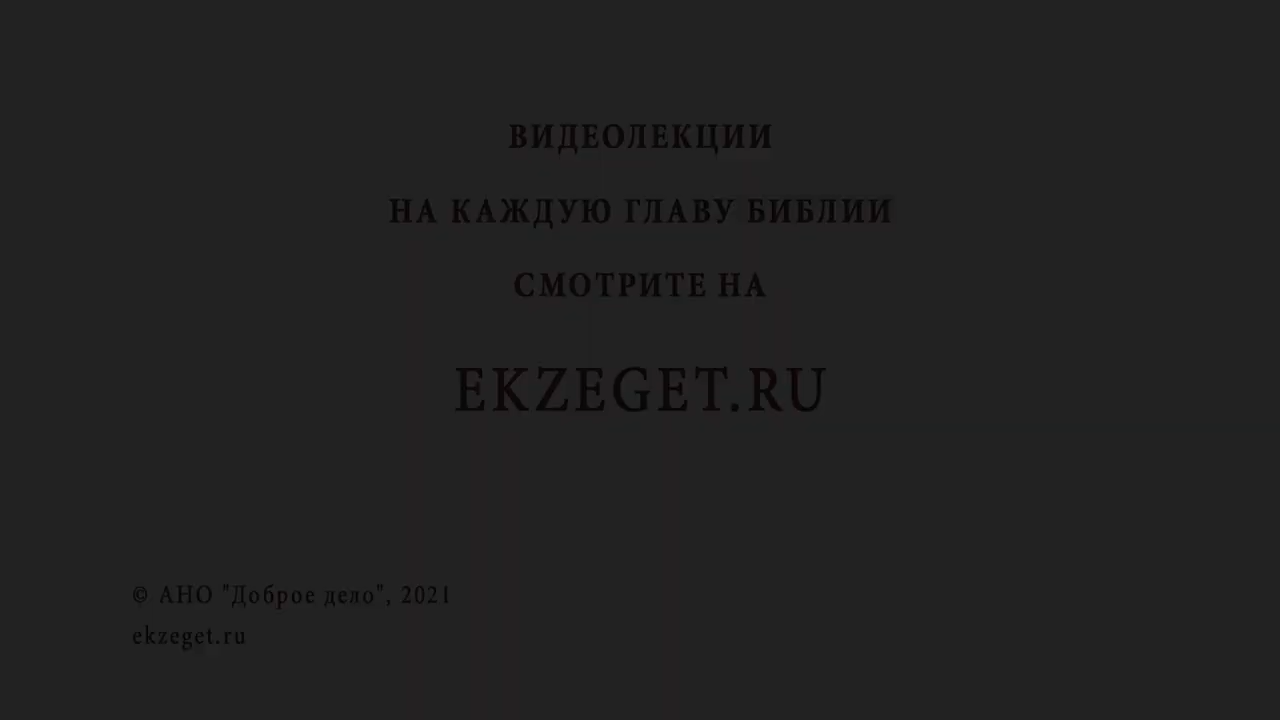 ВИДЕОЛЕКЦИИ
НА КАЖДУЮ ГЛАВУ БИБЛИИ
СМОТРИТЕ НА
EKZEGET.RU
© АНО "Доброе дело", 2021
ekzeget.ru